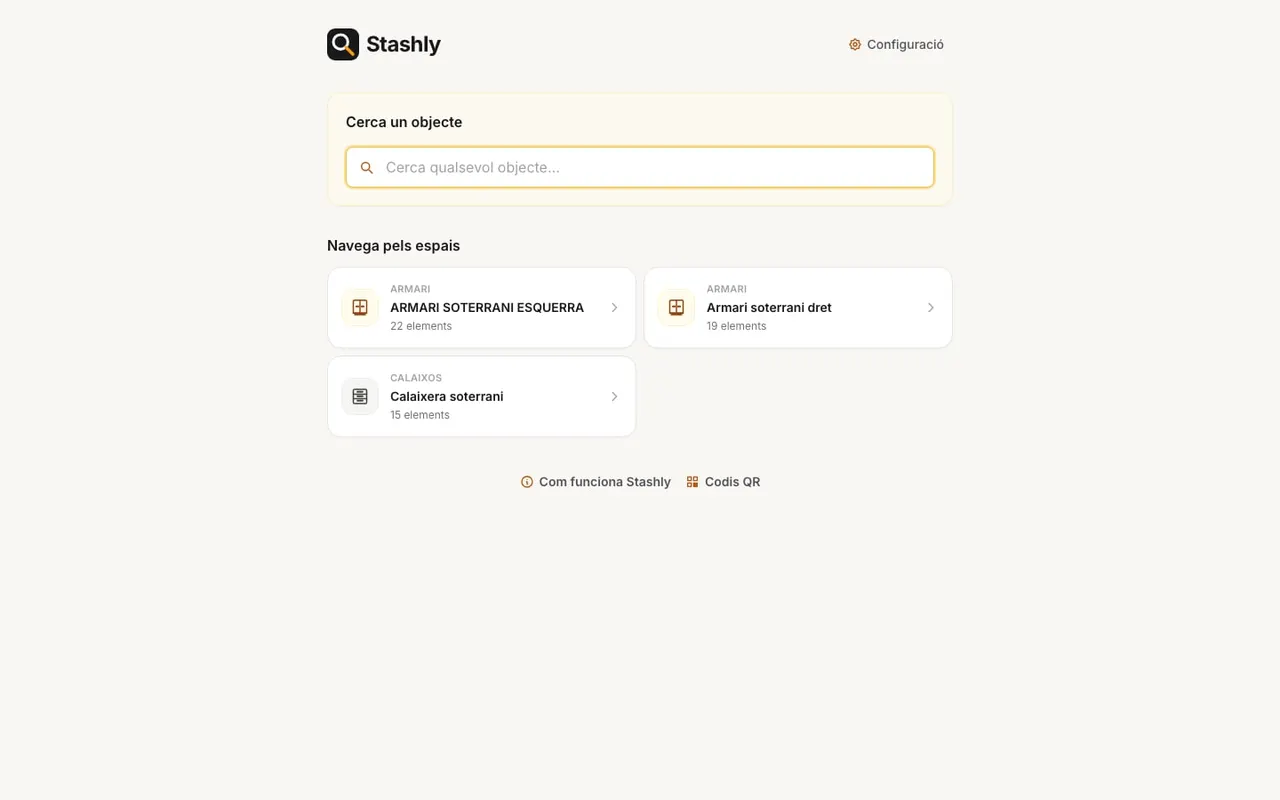 Stashly
Configuració
Cerca un objecte
Cerca qualsevol objecte...
Navega pels espais
ARMARI
ARMARI SOTERRANI ESQUERRA
22 elements
ARMARI
Armari soterrani dret
19 elements
CALAIXOS
Calaixera soterrani
15 elements
Com funciona Stashly
Codis QR